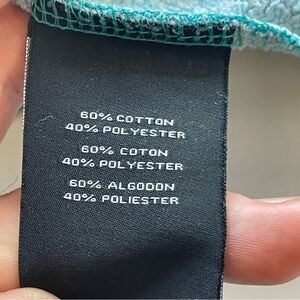 60% COTTON
40% POLYESTER
60% COTON
40% POLYESTER
60% ALGODON
40% POLIESTER